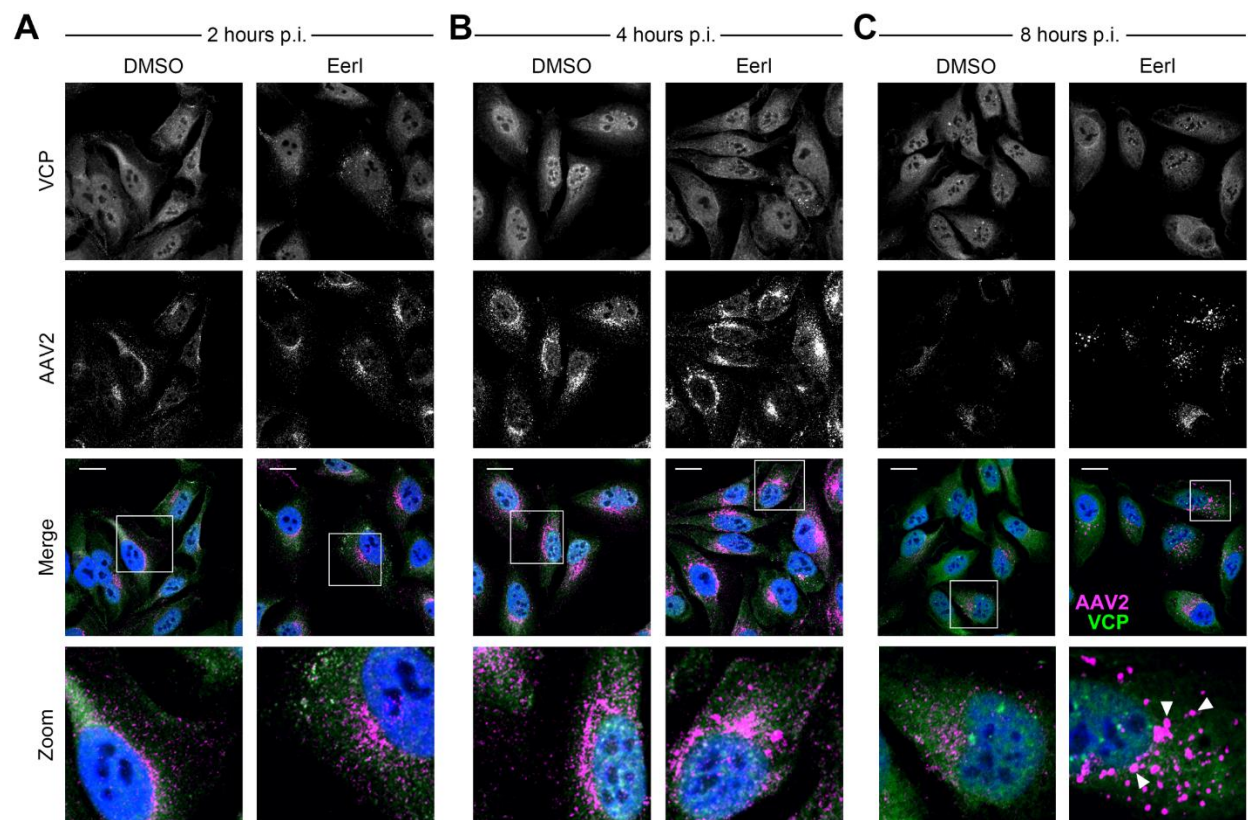 A
2 hours p.i.
B
4 hours p.i.
C
8 hours p.i.
DMSO
EerI
DMSO
EerI
DMSO
EerI
VCP
AAV2
Merge
AAV2
VCP
Zoom